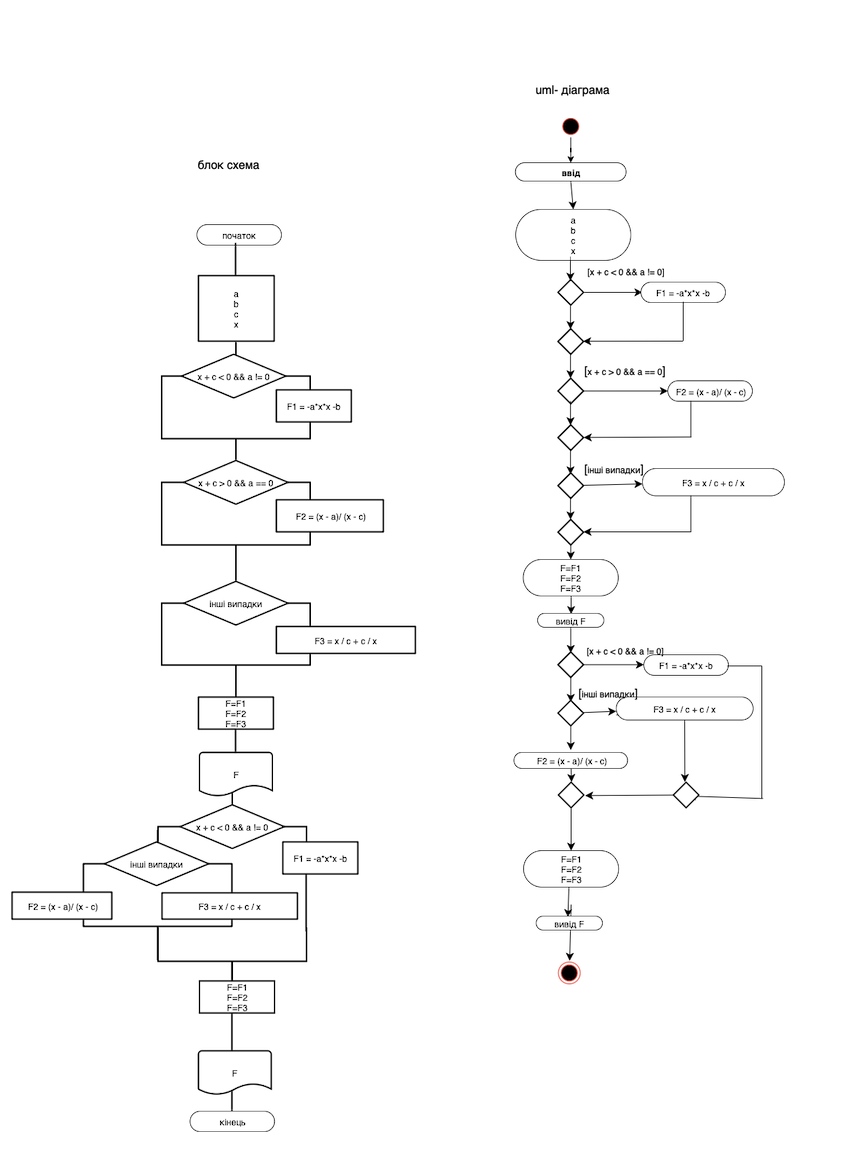 блок схема
початок
a
b
c
x
x + c < 0 && a != 0
F1 = -a*x*x -b
x + c > 0 && a == 0
F2 = (x - a)/ (x - c)
інші випадки
F3 = x / c + c / x
F=F1
F=F2
F=F3
F
x + c < 0 && a != 0
F1 = -a*x*x -b
інші випадки
F2 = (x - a)/ (x - c)
F3 = x / c + c / x
F=F1
F=F2
F=F3
F
кінець
uml- діаграма
ввід
a
b
c
x
[x + c < 0 && a != 0]
F1 = -a*x*x -b
[x + c > 0 && a == 0]
F2 = (x - a)/ (x - c)
[інші випадки]
F3 = x / c + c / x
F=F1
F=F2
F=F3
вивід F
[x + c < 0 && a != 0]
F1 = -a*x*x -b
[інші випадки]
F3 = x / c + c / x
F2 = (x - a)/ (x - c)
F=F1
F=F2
F=F3
вивід F